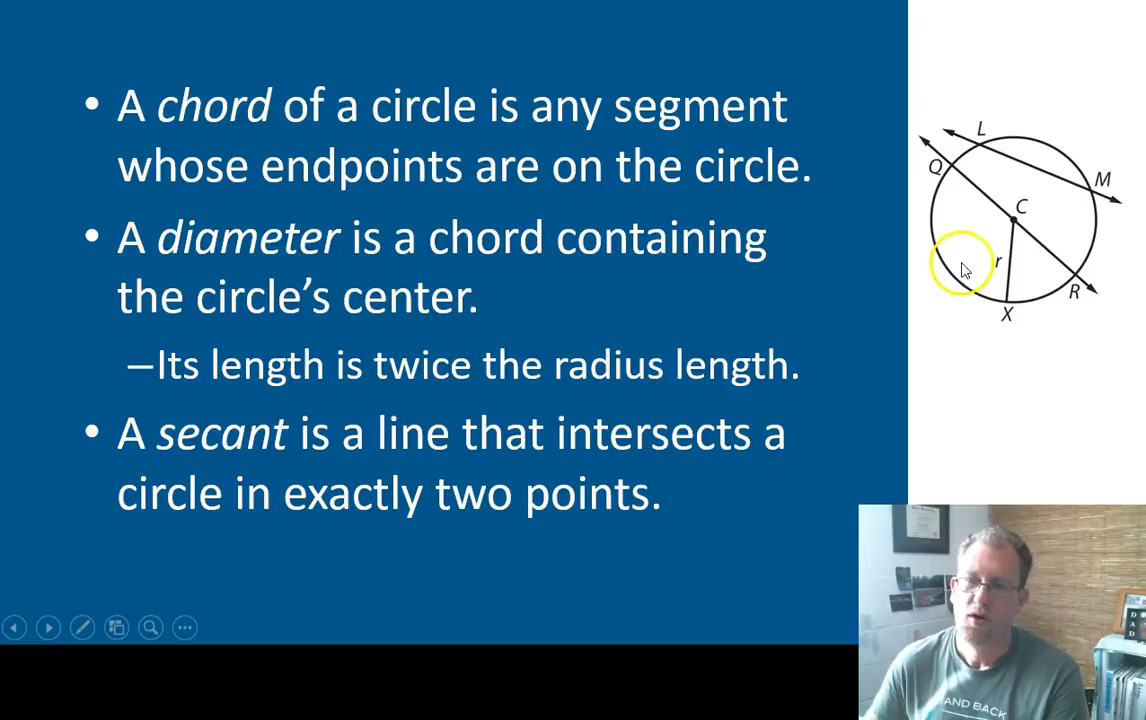 • A chord of a circle is any segment
whose endpoints are on the circle.
• A diameter is a chord containing
the circle's center.
–Its length is twice the radius length.
• A secant is a line that intersects a
circle in exactly two points.
L
Q
M
C
r
R
X
DAD
AND BACK